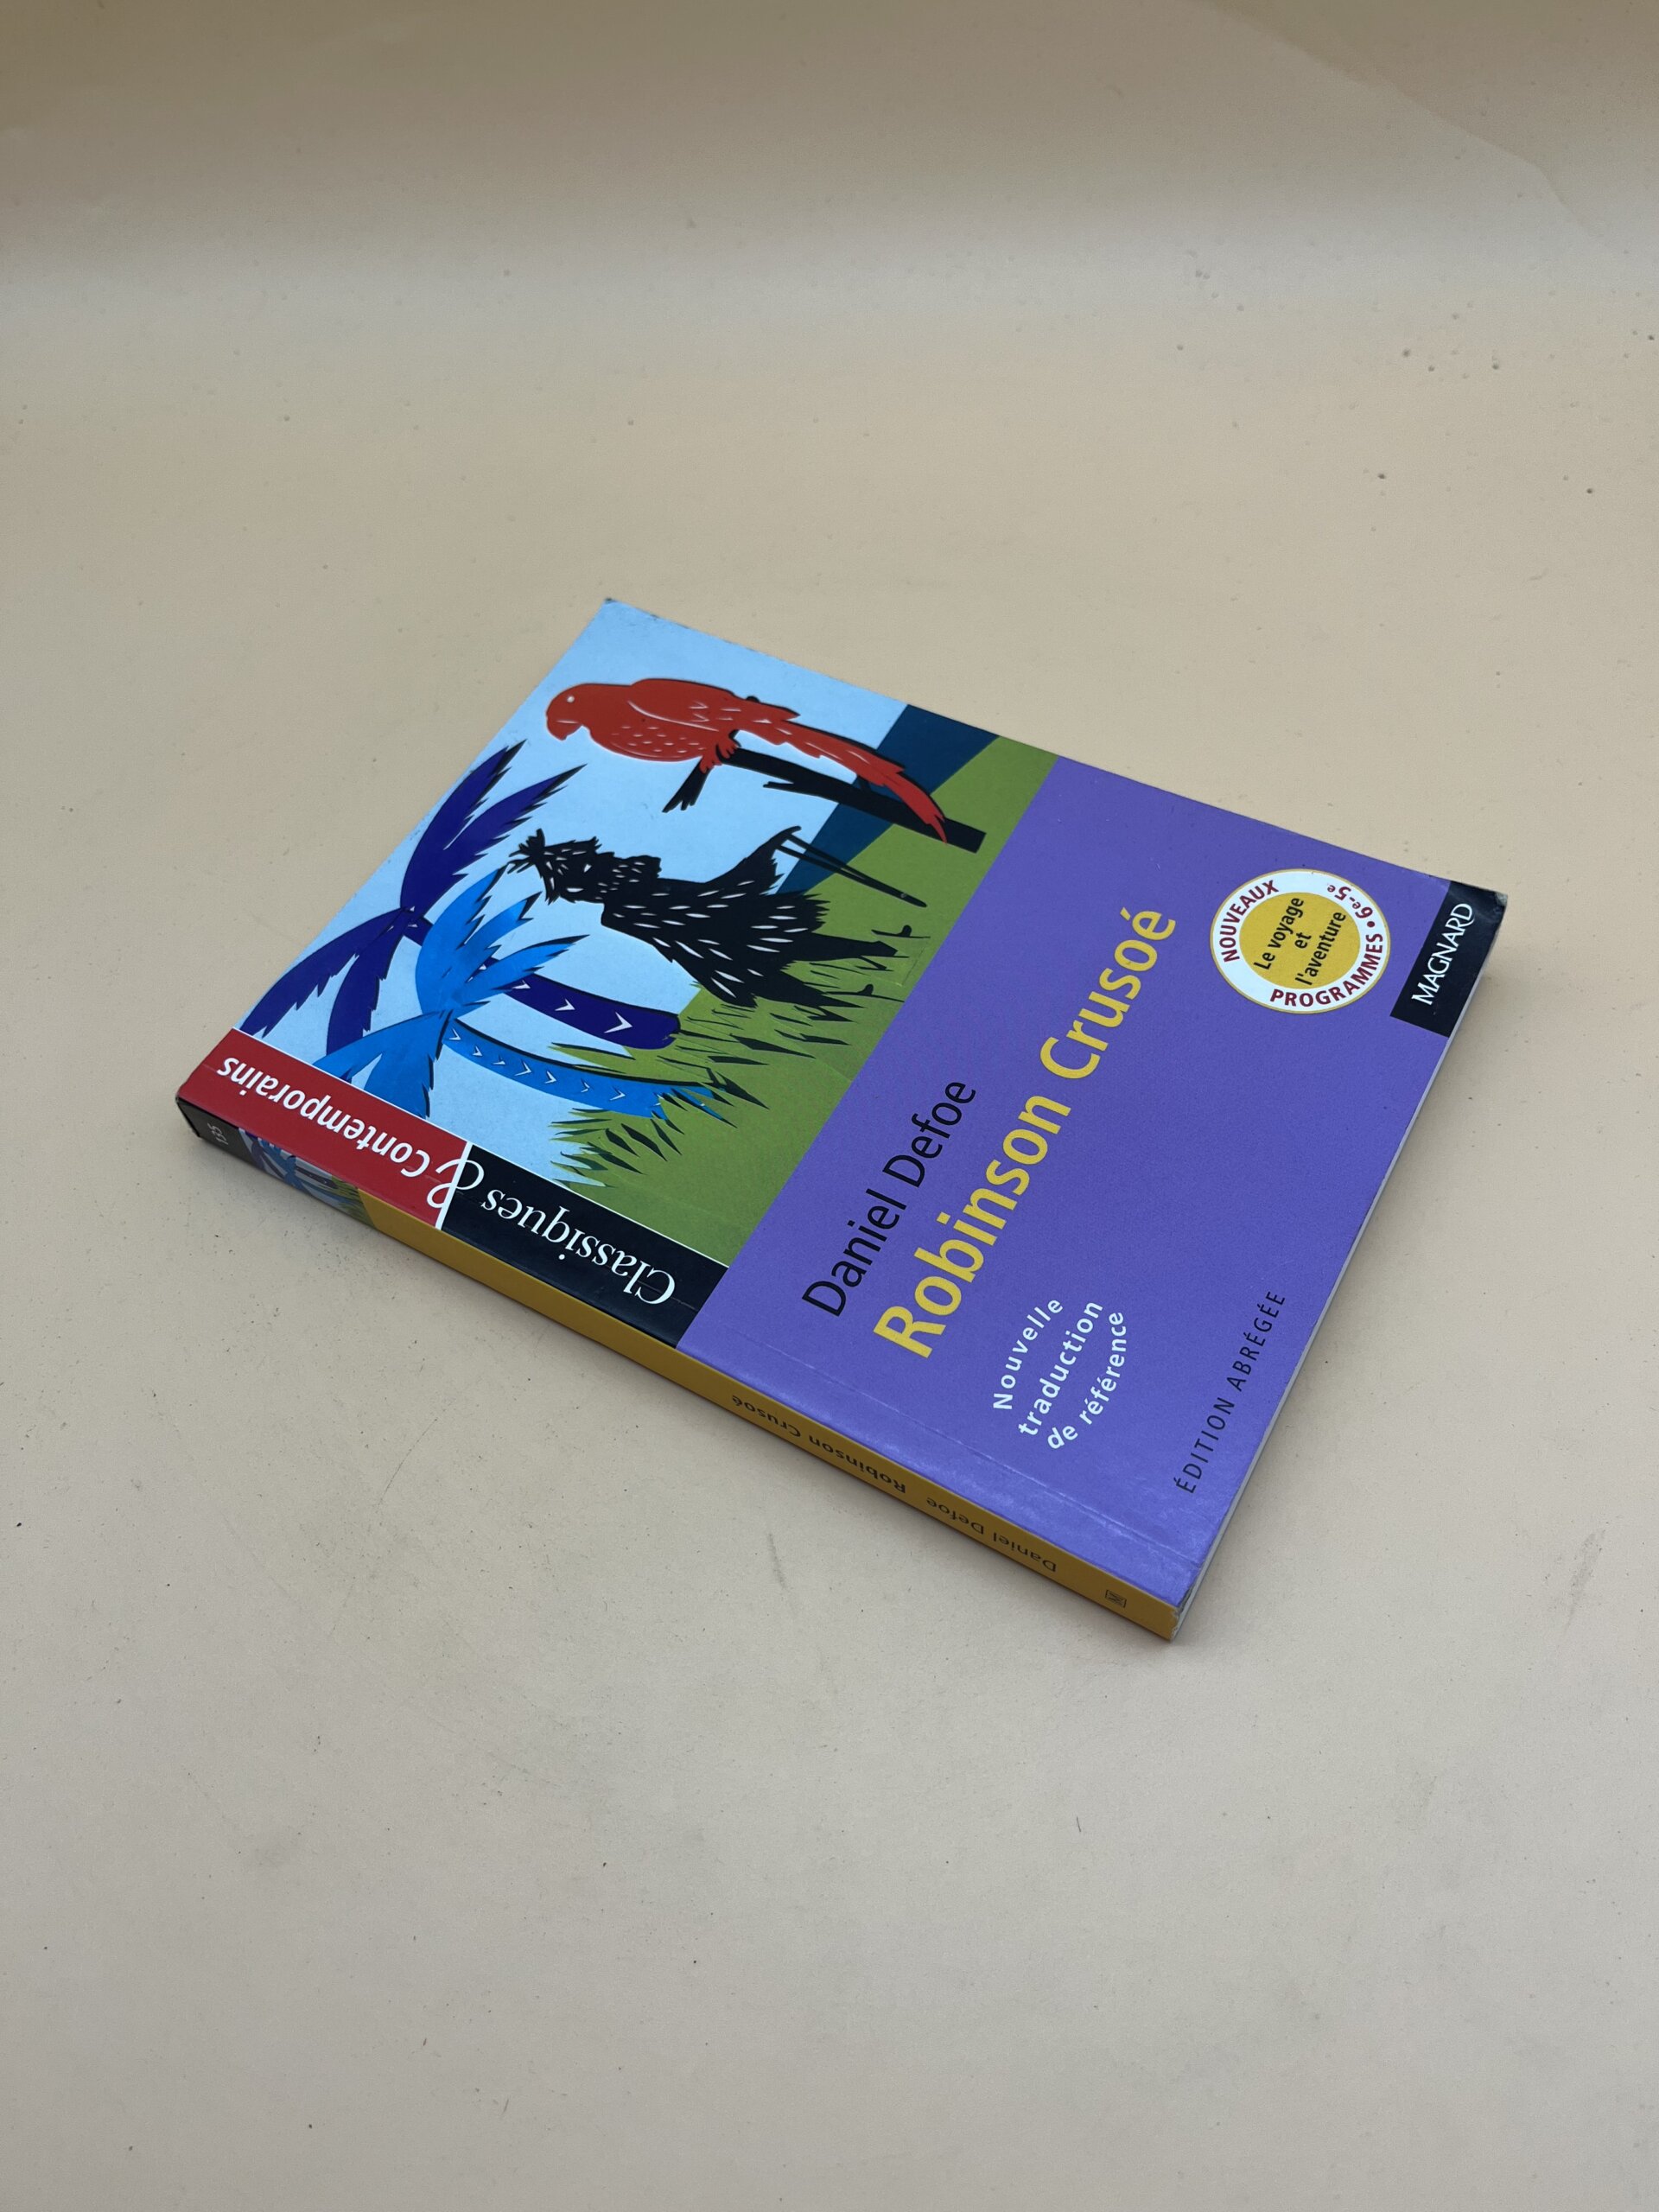 Classiques & Contemporains
Daniel Defoe
Robinson Crusoé
Nouvelle
traduction
de référence
ÉDITION ABRÉGÉE
NOUVEAUX PROGRAMMES • 6e-5e
Le voyage
et
l'aventure
MAGNARD
Daniel Defoe Robinson Crusoé